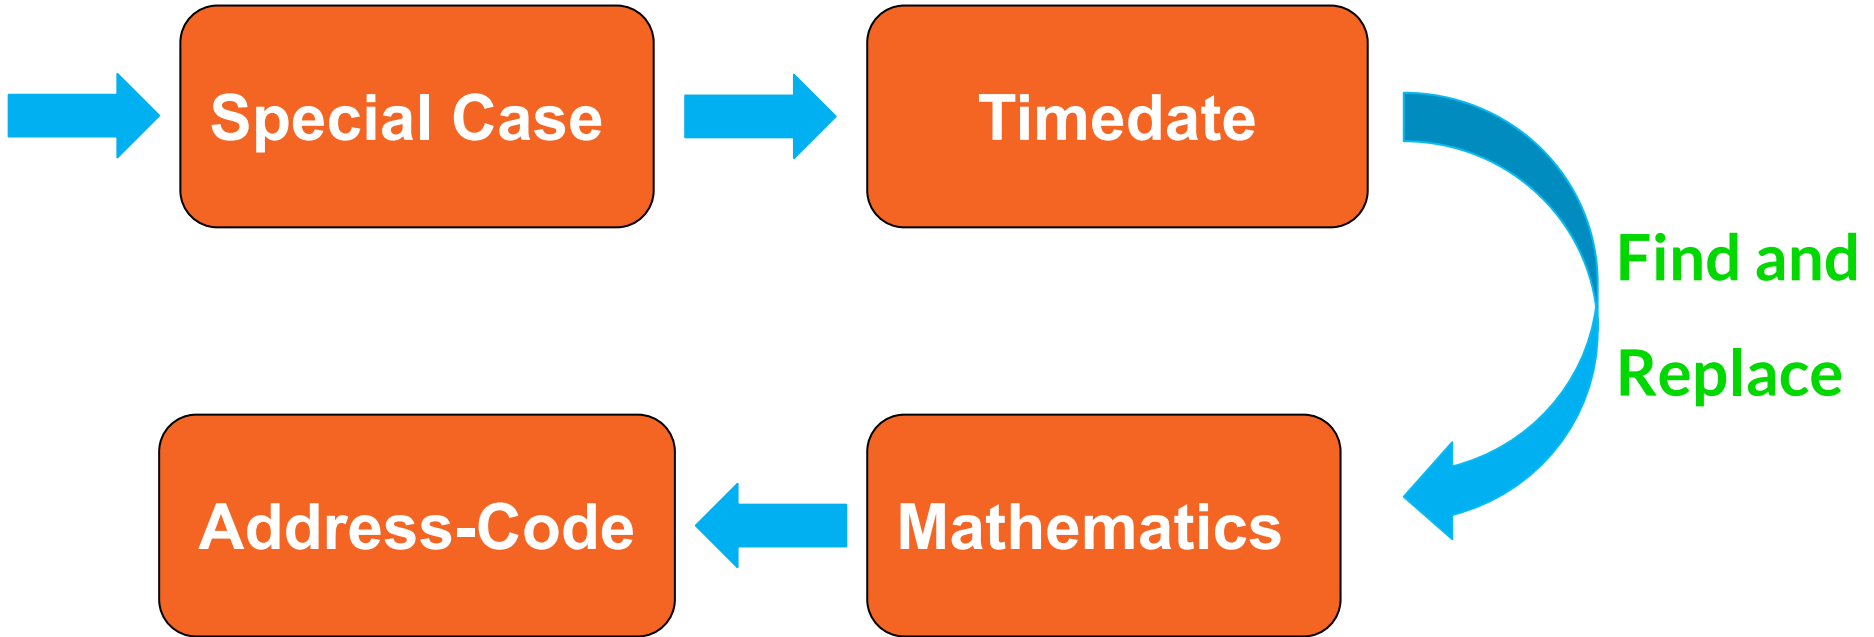 Special Case
Timedate
Find and
Replace
Mathematics
Address-Code